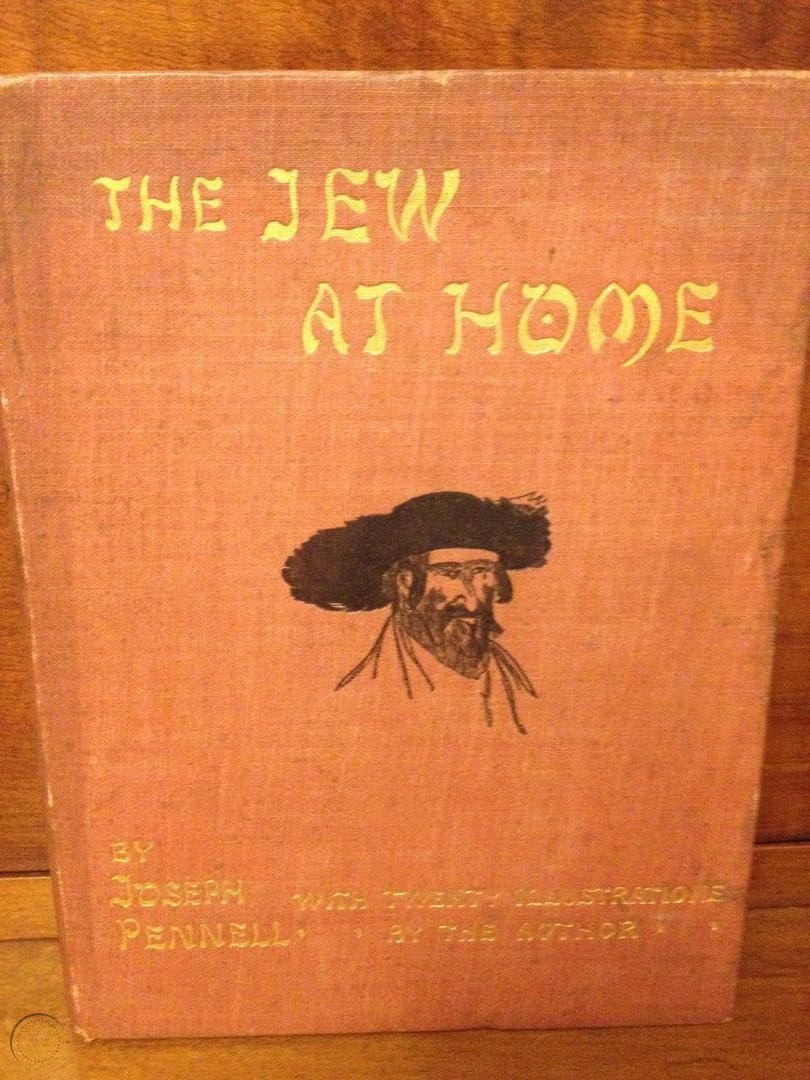 THE JEW
AT HOME
BY
JOSEPH
PENNELL
WITH TWENTY ILLUSTRATIONS
BY THE AUTHOR